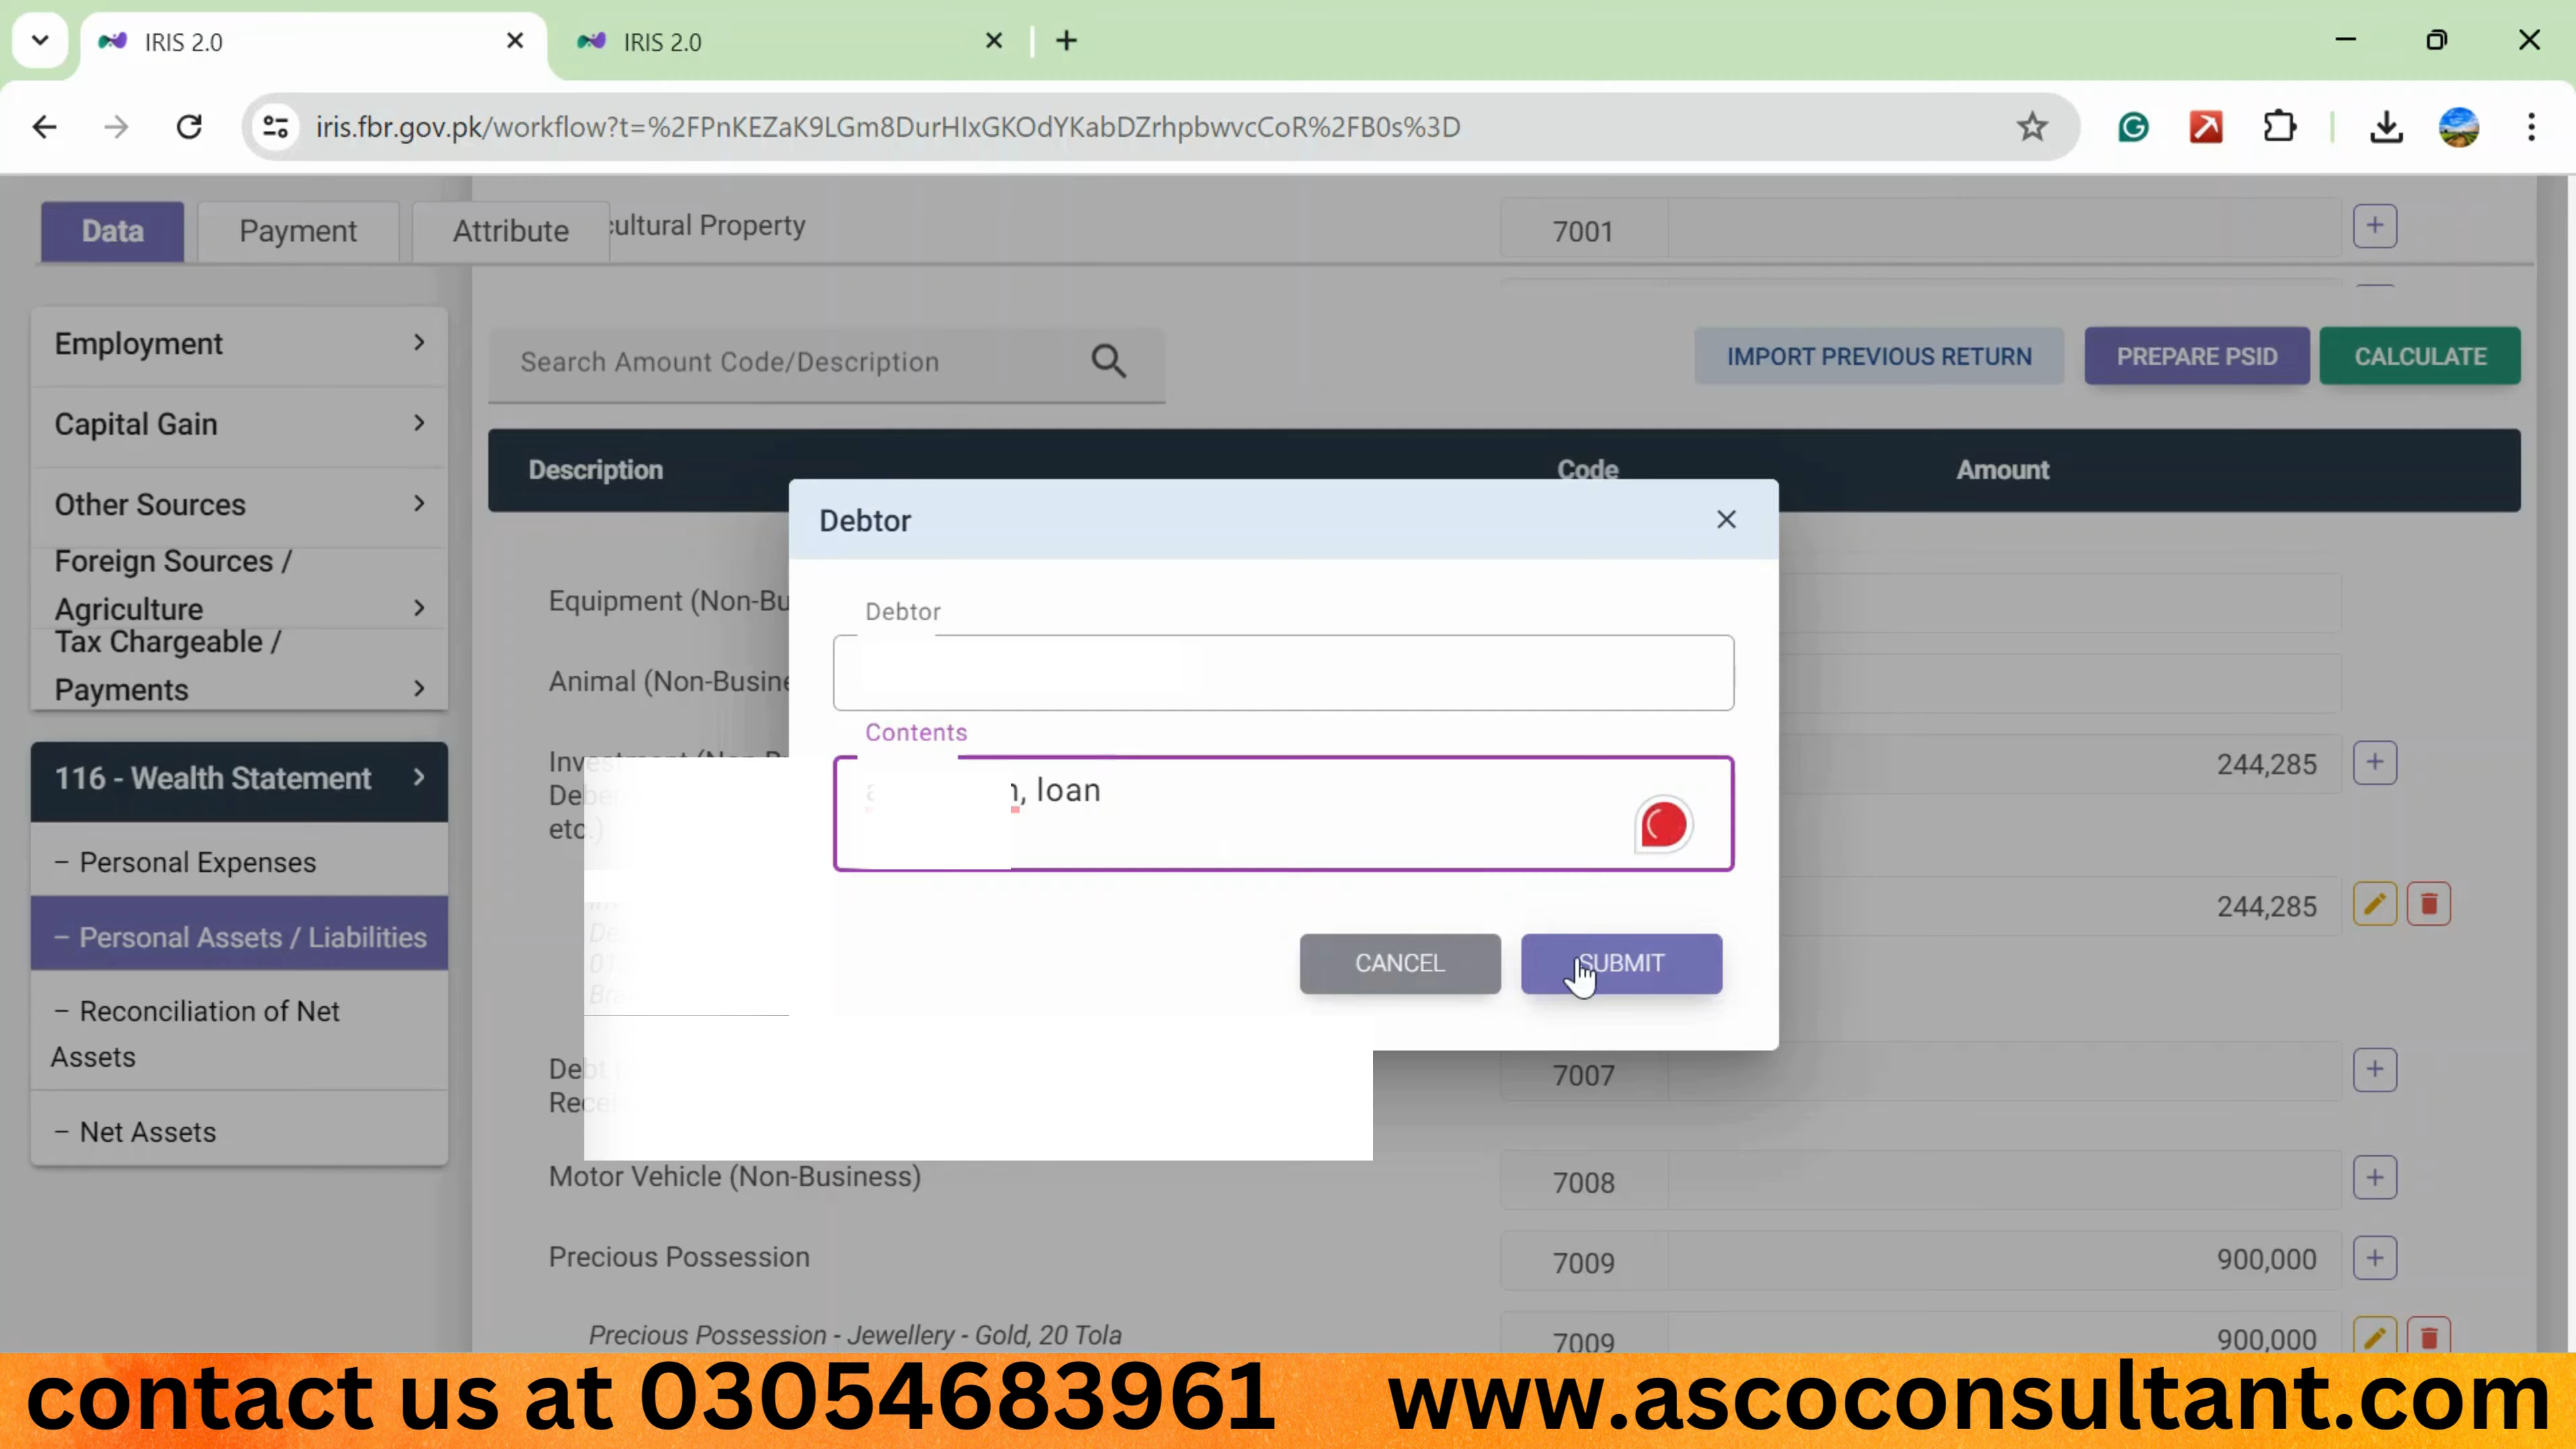 IRIS 2.0
IRIS 2.0
iris.fbr.gov.pk/workflow?t=%2FPnKEZaK9LGm8DurHIxGKOdYKabDZrhpbwvcCoR%2FB0s%3D
Data
Payment
Attribute
cultural Property
7001
Employment
Capital Gain
Other Sources
Foreign Sources /
Agriculture
Tax Chargeable /
Payments
116 - Wealth Statement
– Personal Expenses
– Personal Assets / Liabilities
– Reconciliation of Net
Assets
– Net Assets
Search Amount Code/Description
IMPORT PREVIOUS RETURN
PREPARE PSID
CALCULATE
Description
Code
Amount
Equipment (Non-Bu
Animal (Non-Busine
244,285
etc.)
244,285
Debtor
Debtor
Contents
, loan
CANCEL
SUBMIT
7007
Motor Vehicle (Non-Business)
7008
Precious Possession
7009
900,000
Precious Possession - Jewellery - Gold, 20 Tola
7009
900,000
contact us at 03054683961
www.ascoconsultant.com